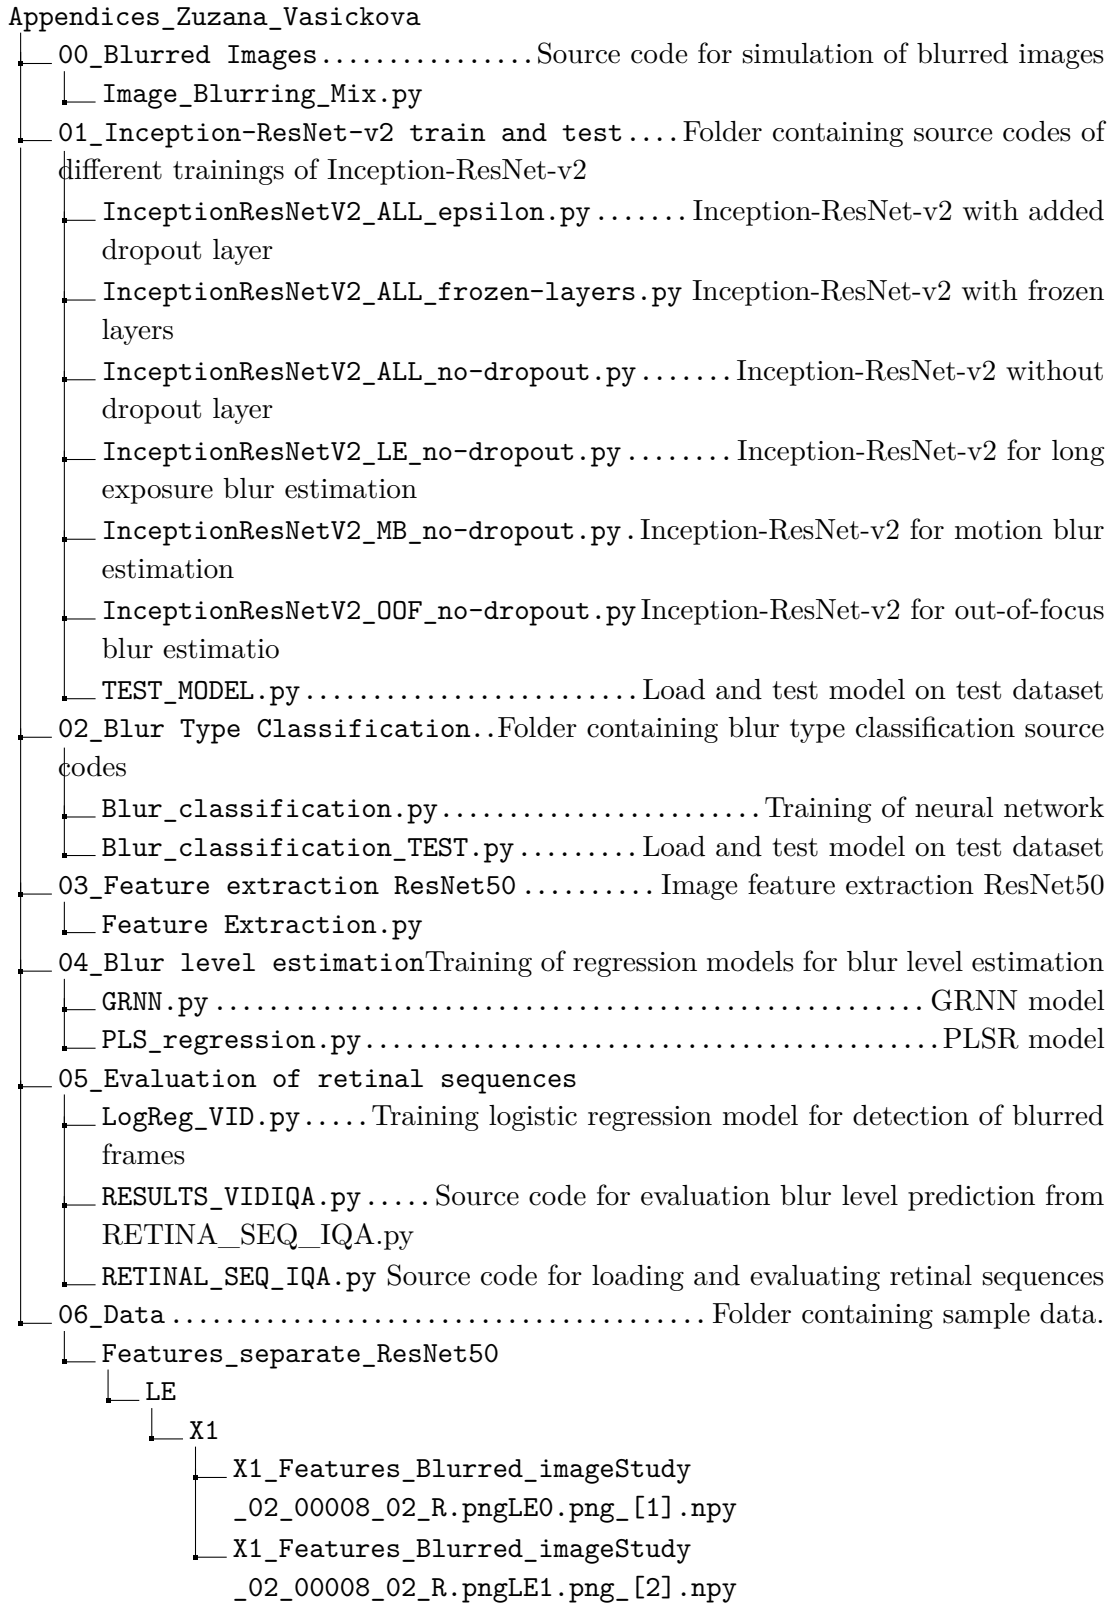 Appendices_Zuzana_Vasickova
00_Blurred Images................Source code for simulation of blurred images
Image_Blurring_Mix.py
01_Inception-ResNet-v2 train and test....Folder containing source codes of
different trainings of Inception-ResNet-v2
InceptionResNetV2_ALL_epsilon.py.......Inception-ResNet-v2 with added
dropout layer
InceptionResNetV2_ALL_frozen-layers.py Inception-ResNet-v2 with frozen
layers
InceptionResNetV2_ALL_no-dropout.py.......Inception-ResNet-v2 without
dropout layer
InceptionResNetV2_LE_no-dropout.py........Inception-ResNet-v2 for long
exposure blur estimation
InceptionResNetV2_MB_no-dropout.py.Inception-ResNet-v2 for motion blur
estimation
InceptionResNetV2_OOF_no-dropout.py Inception-ResNet-v2 for out-of-focus
blur estimatio
TEST_MODEL.py.........................Load and test model on test dataset
02_Blur Type Classification..Folder containing blur type classification source
codes
Blur_classification.py........................Training of neural network
Blur_classification_TEST.py.........Load and test model on test dataset
03_Feature extraction ResNet50..........Image feature extraction ResNet50
Feature Extraction.py
04_Blur level estimationTraining of regression models for blur level estimation
GRNN.py.....................................................GRNN model
PLS_regression.py...........................................PLSR model
05_Evaluation of retinal sequences
LogReg_VID.py.....Training logistic regression model for detection of blurred
frames
RESULTS_VIDIQA.py.....Source code for evaluation blur level prediction from
RETINA_SEQ_IQA.py
RETINAL_SEQ_IQA.py Source code for loading and evaluating retinal sequences
06_Data........................................Folder containing sample data.
Features_separate_ResNet50
LE
X1
X1_Features_Blurred_imageStudy
_02_00008_02_R.pngLE0.png_[1].npy
X1_Features_Blurred_imageStudy
_02_00008_02_R.pngLE1.png_[2].npy